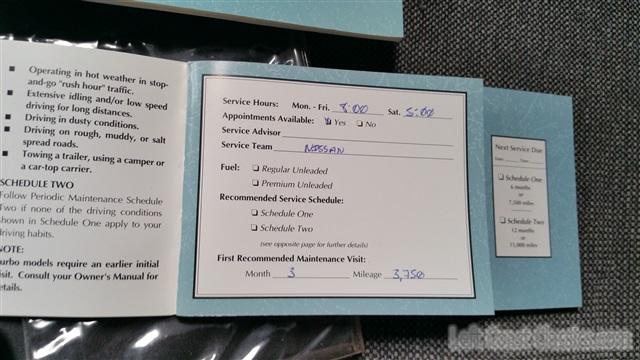 Operating in hot weather in stop-
and-go "rush hour" traffic.
Extensive idling and/or low speed
driving for long distances.
Driving in dusty conditions.
Driving on rough, muddy, or salt
spread roads.
Towing a trailer, using a camper or
a car-top carrier.
SCHEDULE TWO
Follow Periodic Maintenance Schedule
Two if none of the driving conditions
shown in Schedule One apply to your
driving habits.
NOTE:
urbo models require an earlier initial
isit. Consult your Owner's Manual for
etails.
Service Hours: Mon. - Fri. 8:00 Sat. 5:00
Appointments Available: Yes No
Service Advisor
Service Team NISSAN
Fuel: Regular Unleaded
Premium Unleaded
Recommended Service Schedule:
Schedule One
Schedule Two
(see opposite page for further details)
First Recommended Maintenance Visit:
Month 3 Mileage 3,750
Next Service Due
Schedule One
6 months
or
7,500 miles
Schedule Two
12 months
or
15,000 miles